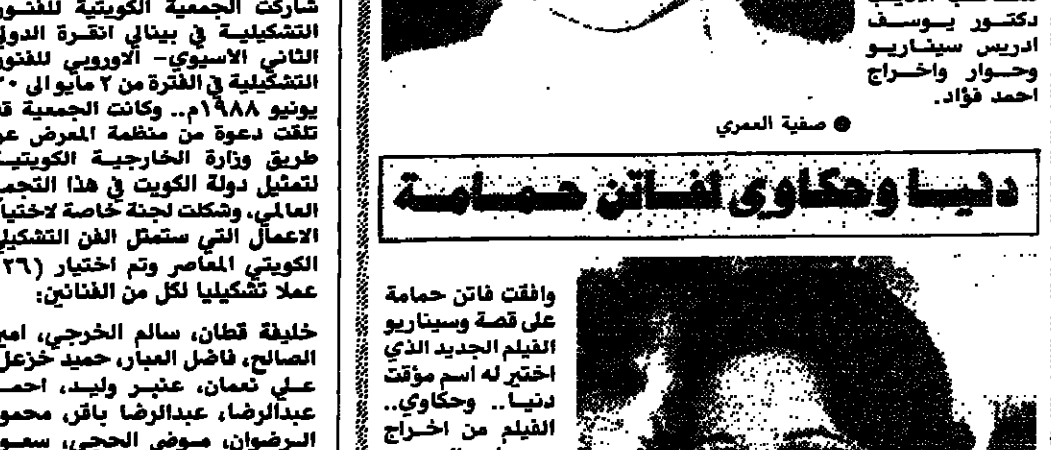 دكتور يوسف
ادريس سيناريو
وحوار واخراج
احمد فؤاد.
● صفية العمري
دنيا وحكاوى لفاتن حمامة
وافقت فاتن حمامة
على قصة وسيناريو
الفيلم الجديد الذي
اختير له اسم مؤقت
دنيا.. وحكاوي..
الفيلم من اخراج
شاركت الجمعية الكويتية للفنـون
التشكيلية في بينالي انقرة الدولي
الثاني الاسيوي - الاوروبي للفنون
التشكيلية في الفترة من ٢ مايو الى
يونيو ١٩٨٨م.. وكانت الجمعية قد
تلقت دعوة من منظمة المعرض عن
طريق وزارة الخارجية الكويتية
لتمثيل دولة الكويت في هذا التجمع
العالمي، وشكلت لجنة خاصة لاختيار
الاعمال التي ستمثل الفن التشكيلي
الكويتي المعاصر وتم اختيار (٢٦
عملا تشكيليا لكل من الفنانين:
خليفة قطان، سالم الخرجي، امير
الصالح، فاضل العبار، حميد خزعل
علي نعمان، عنبر وليد، احمد
عبدالرضا، عبدالرضا باقر، محمود
الرضوان، موضي الحجي، سعود